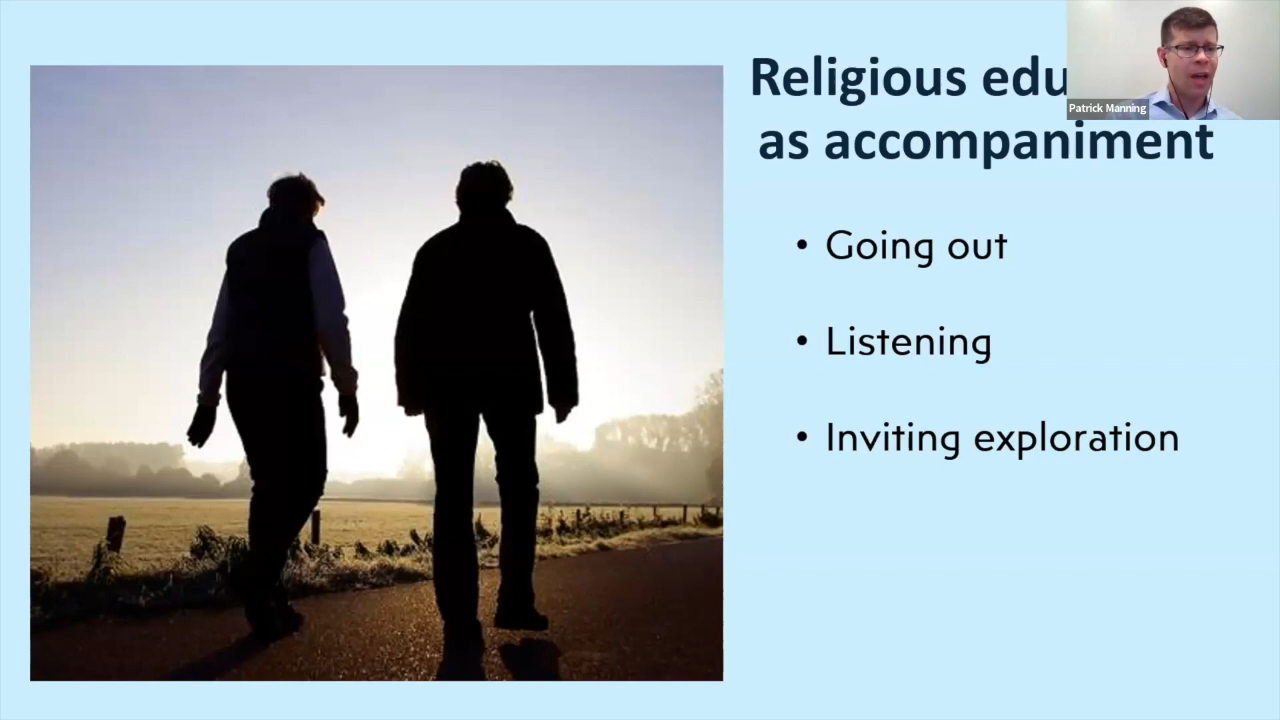 Religious edu
as accompaniment
Patrick Manning
• Going out
• Listening
• Inviting exploration